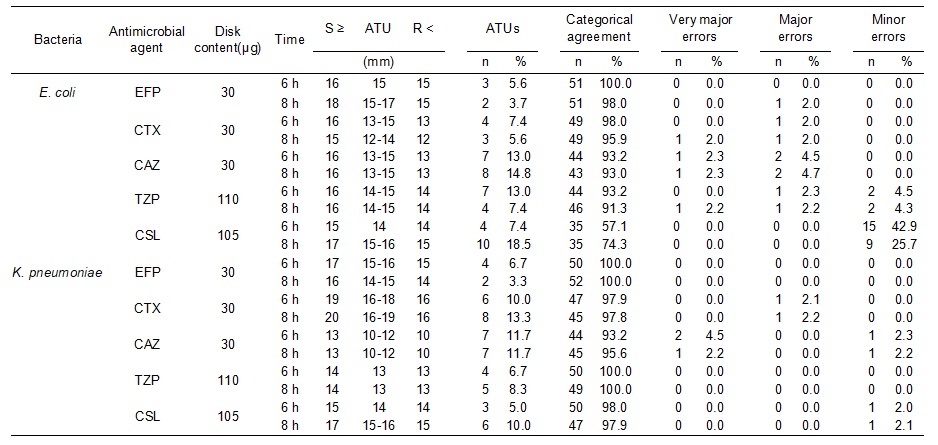 Bacteria Antimicrobial agent Disk content(μg) Time S ≥ ATU R < ATUs Categorical agreement Very major errors Major errors Minor errors
(mm) n % n % n % n % n %
E. coli EFP 30 6 h 16 15 15 3 5.6 51 100.0 0 0.0 0 0.0 0 0.0
8 h 18 15-17 15 2 3.7 51 98.0 0 0.0 1 2.0 0 0.0
CTX 30 6 h 16 13-15 13 4 7.4 49 98.0 0 0.0 1 2.0 0 0.0
8 h 15 12-14 12 3 5.6 49 95.9 1 2.0 1 2.0 0 0.0
CAZ 30 6 h 16 13-15 13 7 13.0 44 93.2 1 2.3 2 4.5 0 0.0
8 h 16 13-15 13 8 14.8 43 93.0 1 2.3 2 4.7 0 0.0
TZP 110 6 h 16 14-15 14 7 13.0 44 93.2 0 0.0 1 2.3 2 4.5
8 h 16 14-15 14 4 7.4 46 91.3 1 2.2 1 2.2 2 4.3
CSL 105 6 h 15 14 14 4 7.4 35 57.1 0 0.0 0 0.0 15 42.9
8 h 17 15-16 15 10 18.5 35 74.3 0 0.0 0 0.0 9 25.7
K. pneumoniae EFP 30 6 h 17 15-16 15 4 6.7 50 100.0 0 0.0 0 0.0 0 0.0
8 h 16 14-15 14 2 3.3 52 100.0 0 0.0 0 0.0 0 0.0
CTX 30 6 h 19 16-18 16 6 10.0 47 97.9 0 0.0 1 2.1 0 0.0
8 h 20 16-19 16 8 13.3 45 97.8 0 0.0 1 2.2 0 0.0
CAZ 30 6 h 13 10-12 10 7 11.7 44 93.2 2 4.5 0 0.0 1 2.3
8 h 13 10-12 10 7 11.7 45 95.6 1 2.2 0 0.0 1 2.2
TZP 110 6 h 14 13 13 4 6.7 50 100.0 0 0.0 0 0.0 0 0.0
8 h 14 13 13 5 8.3 49 100.0 0 0.0 0 0.0 0 0.0
CSL 105 6 h 15 14 14 3 5.0 50 98.0 0 0.0 0 0.0 1 2.0
8 h 17 15-16 15 6 10.0 47 97.9 0 0.0 0 0.0 1 2.1